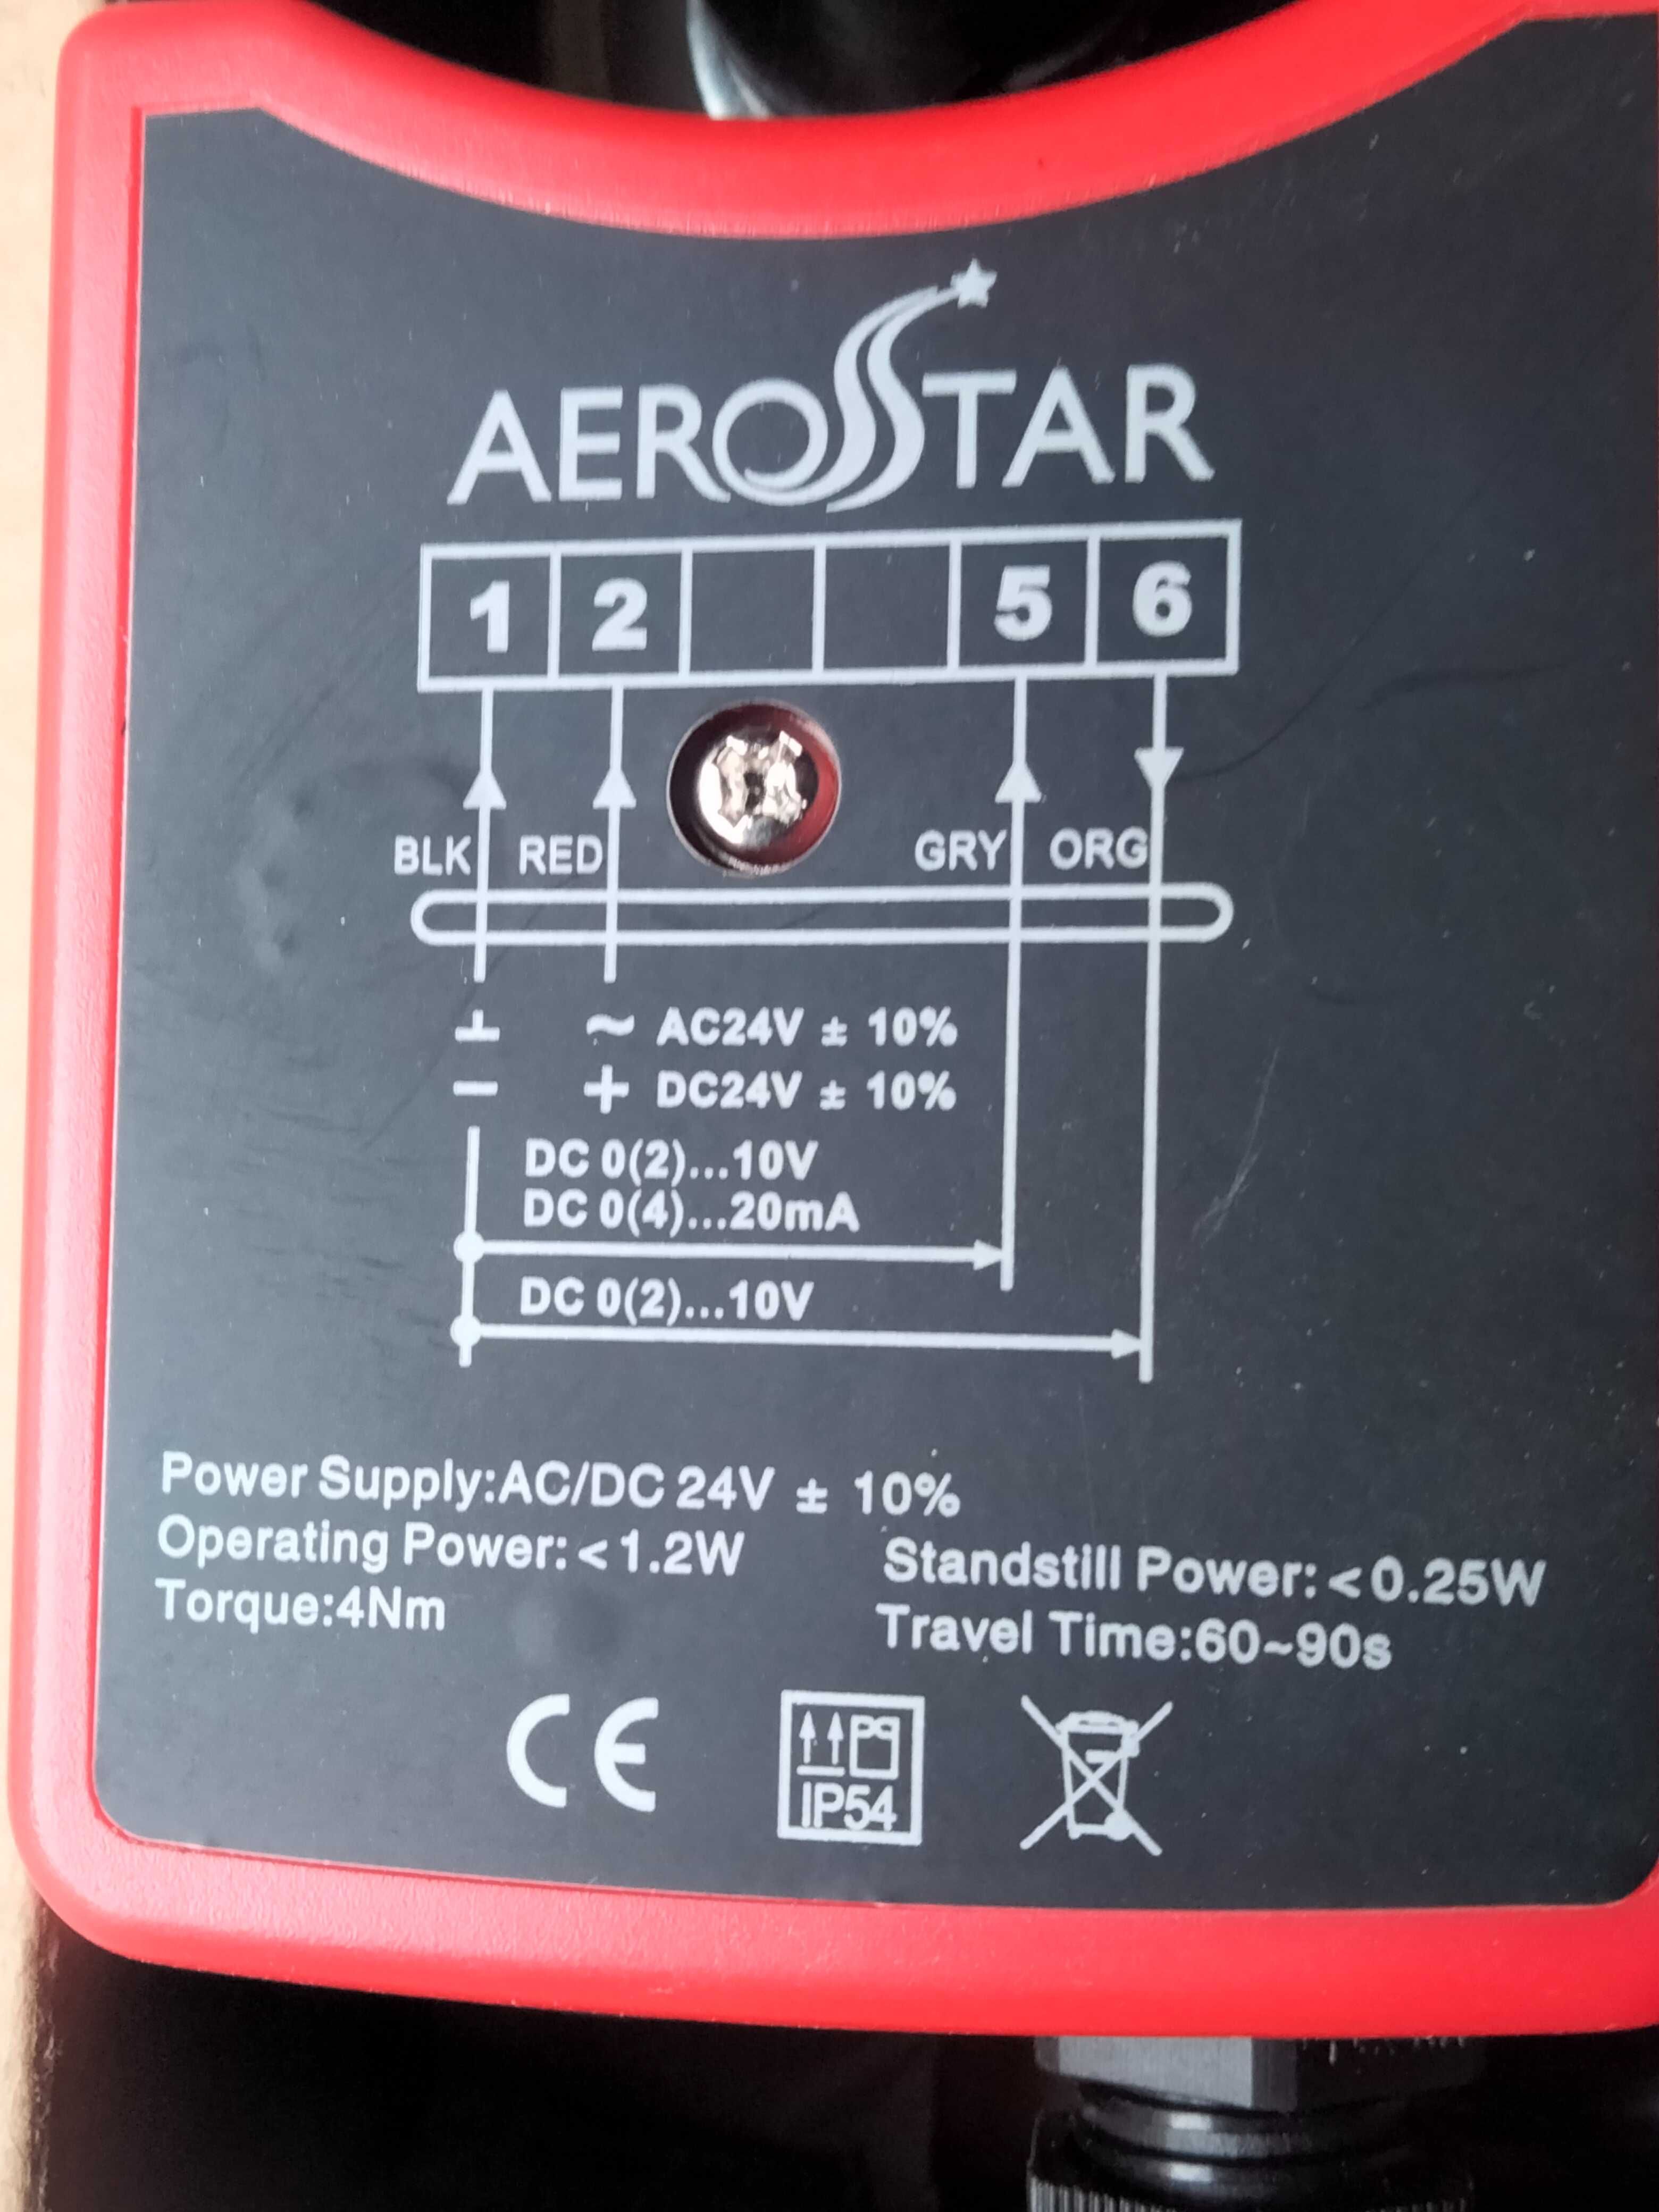 AEROSTAR
1 2 5 6
BLK RED GRY ORG
⊥ ~ AC24V ± 10%
− + DC24V ± 10%
DC 0(2)...10V
DC 0(4)...20mA
DC 0(2)...10V
Power Supply:AC/DC 24V ± 10%
Operating Power:<1.2W Standstill Power:<0.25W
Torque:4Nm Travel Time:60~90s
CE
IP54